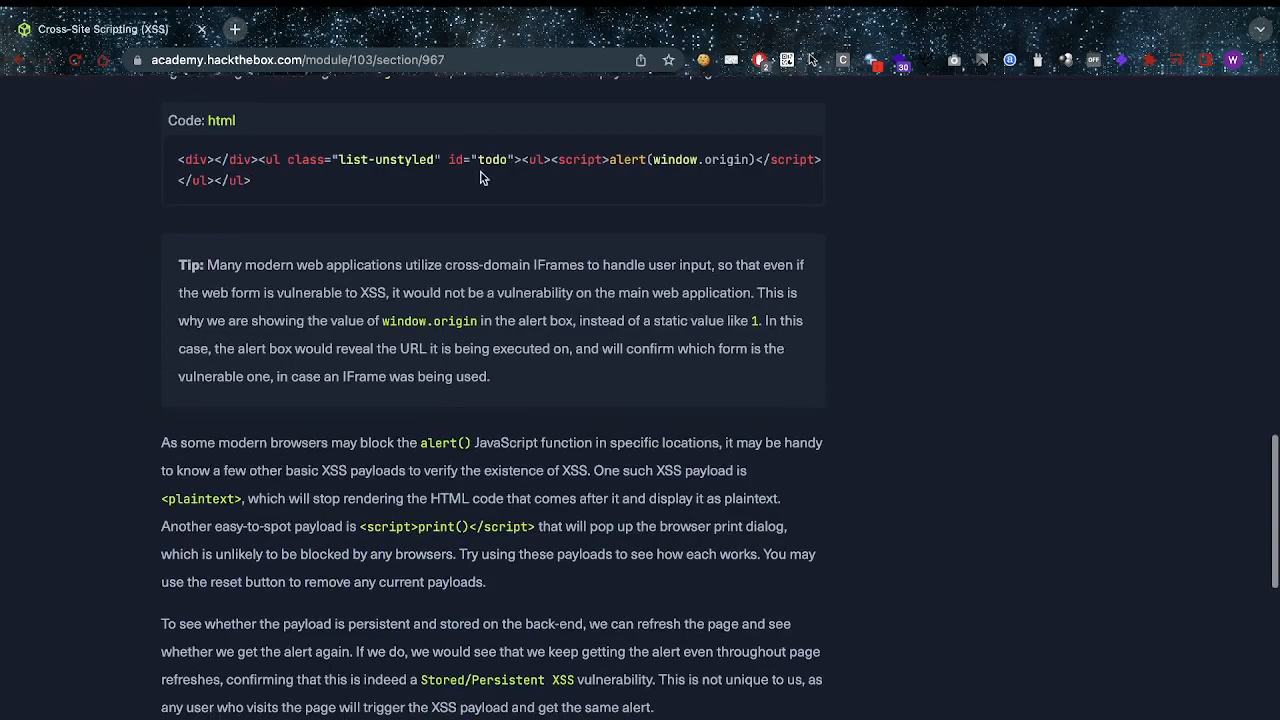 Cross-Site Scripting (XSS)
academy.hackthebox.com/module/103/section/967
2
C
30
OFF
W
Code: html
<div></div><ul class="list-unstyled" id="todo"><ul><script>alert(window.origin)</script>
</ul></ul>
Tip: Many modern web applications utilize cross-domain IFrames to handle user input, so that even if
the web form is vulnerable to XSS, it would not be a vulnerability on the main web application. This is
why we are showing the value of window.origin in the alert box, instead of a static value like 1. In this
case, the alert box would reveal the URL it is being executed on, and will confirm which form is the
vulnerable one, in case an IFrame was being used.
As some modern browsers may block the alert() JavaScript function in specific locations, it may be handy
to know a few other basic XSS payloads to verify the existence of XSS. One such XSS payload is
<plaintext>, which will stop rendering the HTML code that comes after it and display it as plaintext.
Another easy-to-spot payload is <script>print()</script> that will pop up the browser print dialog,
which is unlikely to be blocked by any browsers. Try using these payloads to see how each works. You may
use the reset button to remove any current payloads.
To see whether the payload is persistent and stored on the back-end, we can refresh the page and see
whether we get the alert again. If we do, we would see that we keep getting the alert even throughout page
refreshes, confirming that this is indeed a Stored/Persistent XSS vulnerability. This is not unique to us, as
any user who visits the page will trigger the XSS payload and get the same alert.